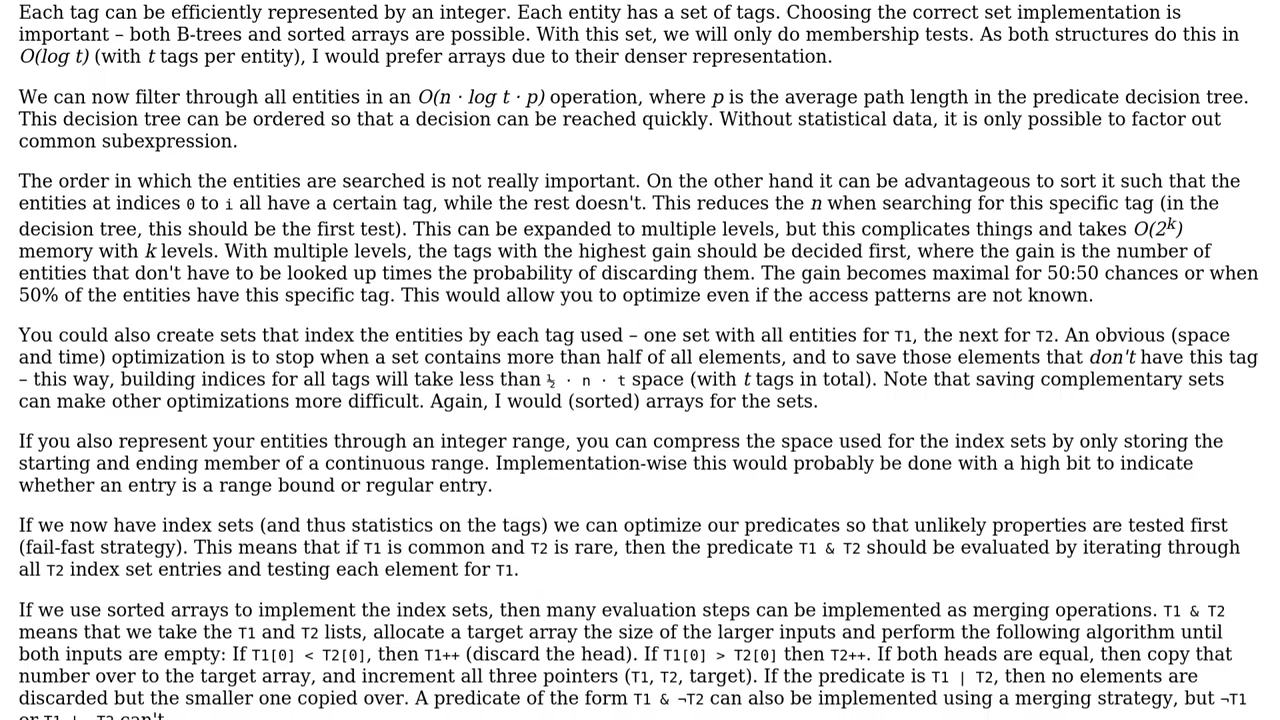 Each tag can be efficiently represented by an integer. Each entity has a set of tags. Choosing the correct set implementation is
important – both B-trees and sorted arrays are possible. With this set, we will only do membership tests. As both structures do this in
O(log t) (with t tags per entity), I would prefer arrays due to their denser representation.
We can now filter through all entities in an O(n · log t · p) operation, where p is the average path length in the predicate decision tree.
This decision tree can be ordered so that a decision can be reached quickly. Without statistical data, it is only possible to factor out
common subexpression.
The order in which the entities are searched is not really important. On the other hand it can be advantageous to sort it such that the
entities at indices 0 to i all have a certain tag, while the rest doesn't. This reduces the n when searching for this specific tag (in the
decision tree, this should be the first test). This can be expanded to multiple levels, but this complicates things and takes O(2^k)
memory with k levels. With multiple levels, the tags with the highest gain should be decided first, where the gain is the number of
entities that don't have to be looked up times the probability of discarding them. The gain becomes maximal for 50:50 chances or when
50% of the entities have this specific tag. This would allow you to optimize even if the access patterns are not known.
You could also create sets that index the entities by each tag used – one set with all entities for T1, the next for T2. An obvious (space
and time) optimization is to stop when a set contains more than half of all elements, and to save those elements that don't have this tag
– this way, building indices for all tags will take less than ½ · n · t space (with t tags in total). Note that saving complementary sets
can make other optimizations more difficult. Again, I would (sorted) arrays for the sets.
If you also represent your entities through an integer range, you can compress the space used for the index sets by only storing the
starting and ending member of a continuous range. Implementation-wise this would probably be done with a high bit to indicate
whether an entry is a range bound or regular entry.
If we now have index sets (and thus statistics on the tags) we can optimize our predicates so that unlikely properties are tested first
(fail-fast strategy). This means that if T1 is common and T2 is rare, then the predicate T1 & T2 should be evaluated by iterating through
all T2 index set entries and testing each element for T1.
If we use sorted arrays to implement the index sets, then many evaluation steps can be implemented as merging operations. T1 & T2
means that we take the T1 and T2 lists, allocate a target array the size of the larger inputs and perform the following algorithm until
both inputs are empty: If T1[0] < T2[0], then T1++ (discard the head). If T1[0] > T2[0] then T2++. If both heads are equal, then copy that
number over to the target array, and increment all three pointers (T1, T2, target). If the predicate is T1 | T2, then no elements are
discarded but the smaller one copied over. A predicate of the form T1 & ¬T2 can also be implemented using a merging strategy, but ¬T1
or T1 | ¬T2 can't.